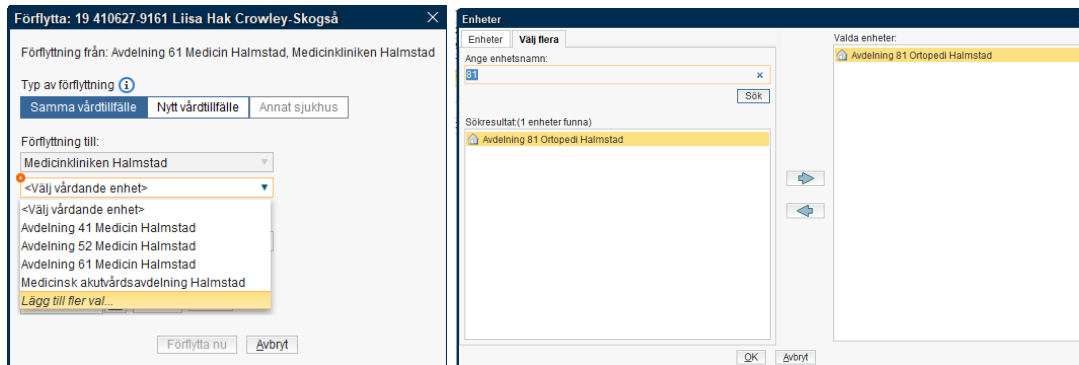 Förflytta: 19 410627-9161 Liisa Hak Crowley-Skogså
Förflyttning från: Avdelning 61 Medicin Halmstad, Medicinkliniken Halmstad
Typ av förflyttning
Samma vårdtillfälle Nytt vårdtillfälle Annat sjukhus
Förflyttning till:
Medicinkliniken Halmstad
<Välj vårdande enhet>
<Välj vårdande enhet>
Avdelning 41 Medicin Halmstad
Avdelning 52 Medicin Halmstad
Avdelning 61 Medicin Halmstad
Medicinsk akutvårdsavdelning Halmstad
Lägg till fler val...
Förflytta nu Avbryt
Enheter
Enheter Välj flera
Ange enhetsnamn:
81
Sök
Sökresultat:(1 enheter funna)
Avdelning 81 Ortopedi Halmstad
Valda enheter:
Avdelning 81 Ortopedi Halmstad
OK Avbryt